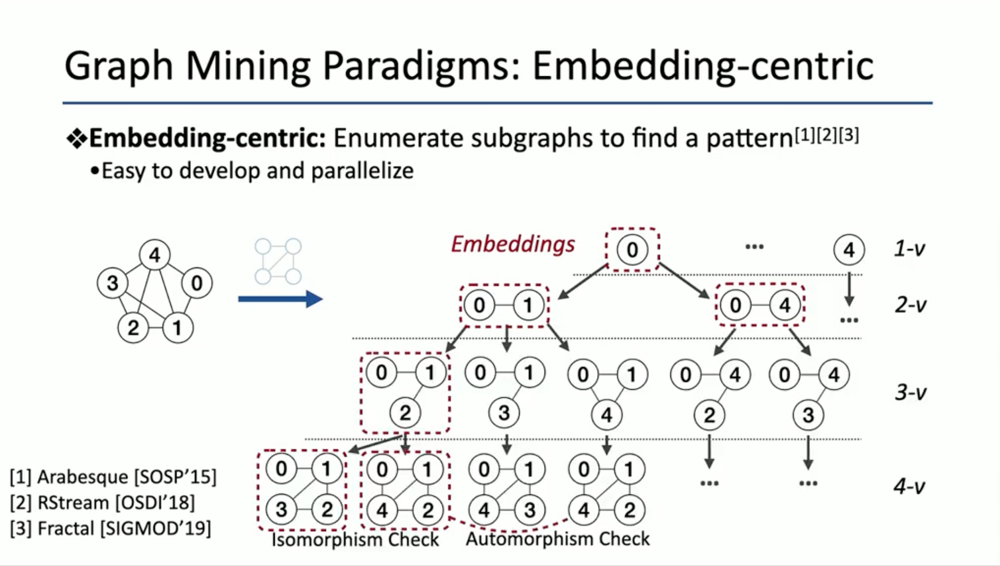 Graph Mining Paradigms: Embedding-centric
❖Embedding-centric: Enumerate subgraphs to find a pattern[1][2][3]
•Easy to develop and parallelize
Embeddings
0 ... 4 1-v
4
3 0
2 1
0 1 0 4 ... 2-v
0 1 0 1 0 1 0 4 0 4
2 3 4 2 3
3-v
0 1 0 1 0 1 0 1
3 2 4 2 4 3 4 2
... ... 4-v
Isomorphism Check Automorphism Check
[1] Arabesque [SOSP’15]
[2] RStream [OSDI’18]
[3] Fractal [SIGMOD’19]